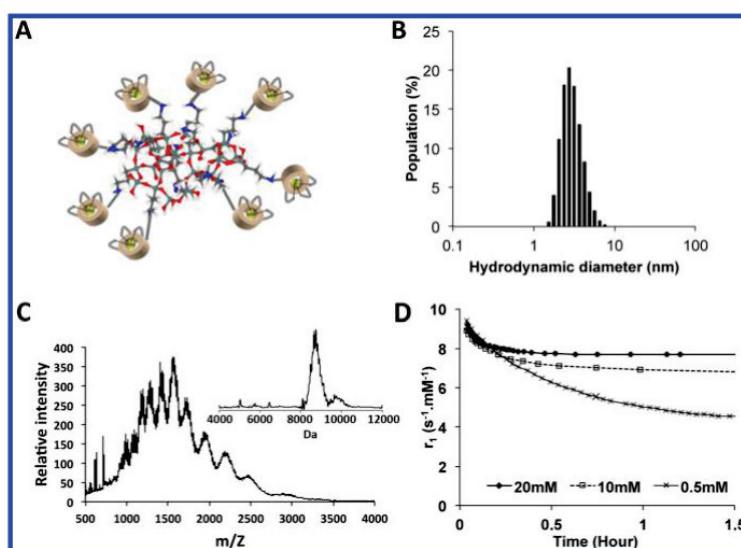 A
B
Population (%)
25
20
15
10
5
0
0.1 1 10 100
Hydrodynamic diameter (nm)
C
Relative intensity
400
350
300
250
200
150
100
50
0
500 1000 1500 2000 2500 3000 3500 4000
m/Z
4000 6000 8000 10000 12000
Da
D
r₁ (s⁻¹.mM⁻¹)
10
8
6
4
2
0
20mM 10mM 0.5mM
0 0.5 1 1.5
Time (Hour)